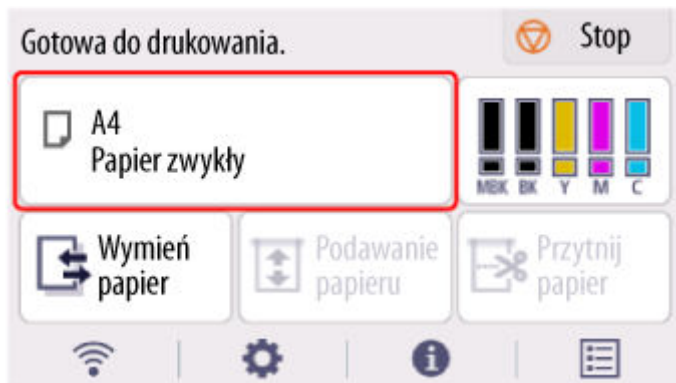 Gotowa do drukowania.
Stop
A4
Papier zwykły
MBK BK Y M C
Wymień
papier
Podawanie
papieru
Przytnij
papier